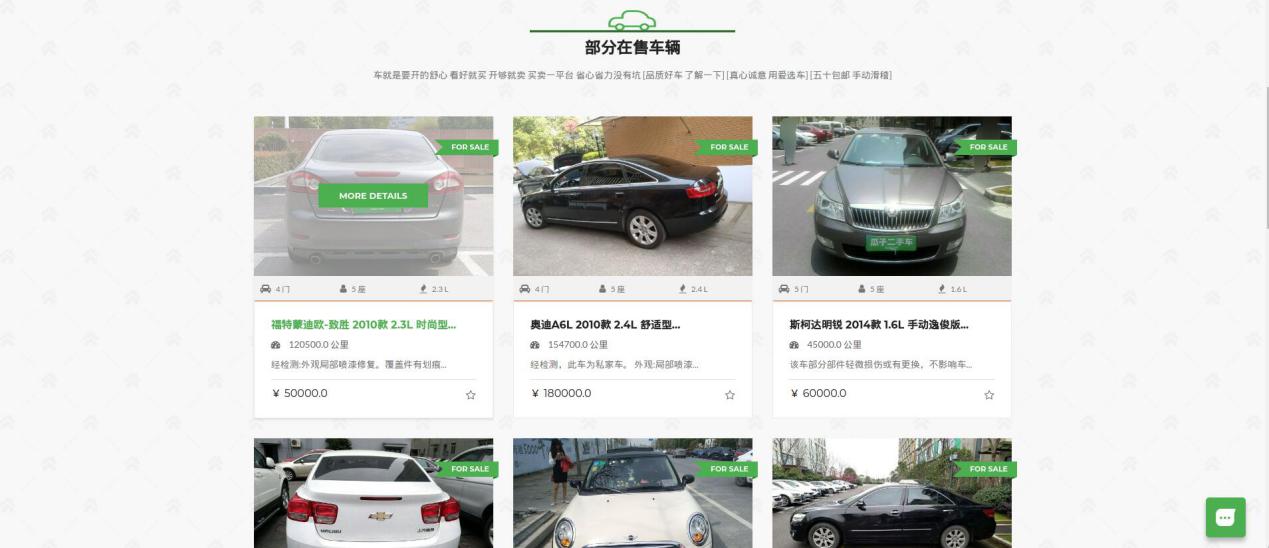 部分在售车辆
车就是要开的舒心 看好就买 开够就卖 买卖一平台 省心省力没有坑 [品质好车 了解一下] [真心诚意 用爱选车] [五十包邮 手动滑稽]
FOR SALE
MORE DETAILS
4 门 5 座 2.3 L
福特蒙迪欧-致胜 2010款 2.3L 时尚型...
120500.0 公里
经检测:外观局部喷漆修复。覆盖件有划痕...
¥ 50000.0
FOR SALE
4 门 5 座 2.4 L
奥迪A6L 2010款 2.4L 舒适型...
154700.0 公里
经检测，此车为私家车。 外观:局部喷漆...
¥ 180000.0
FOR SALE
瓜子二手车
5 门 5 座 1.6 L
斯柯达明锐 2014款 1.6L 手动逸俊版...
45000.0 公里
该车部分部件轻微损伤或有更换，不影响车...
¥ 60000.0
FOR SALE
FOR SALE
FOR SALE